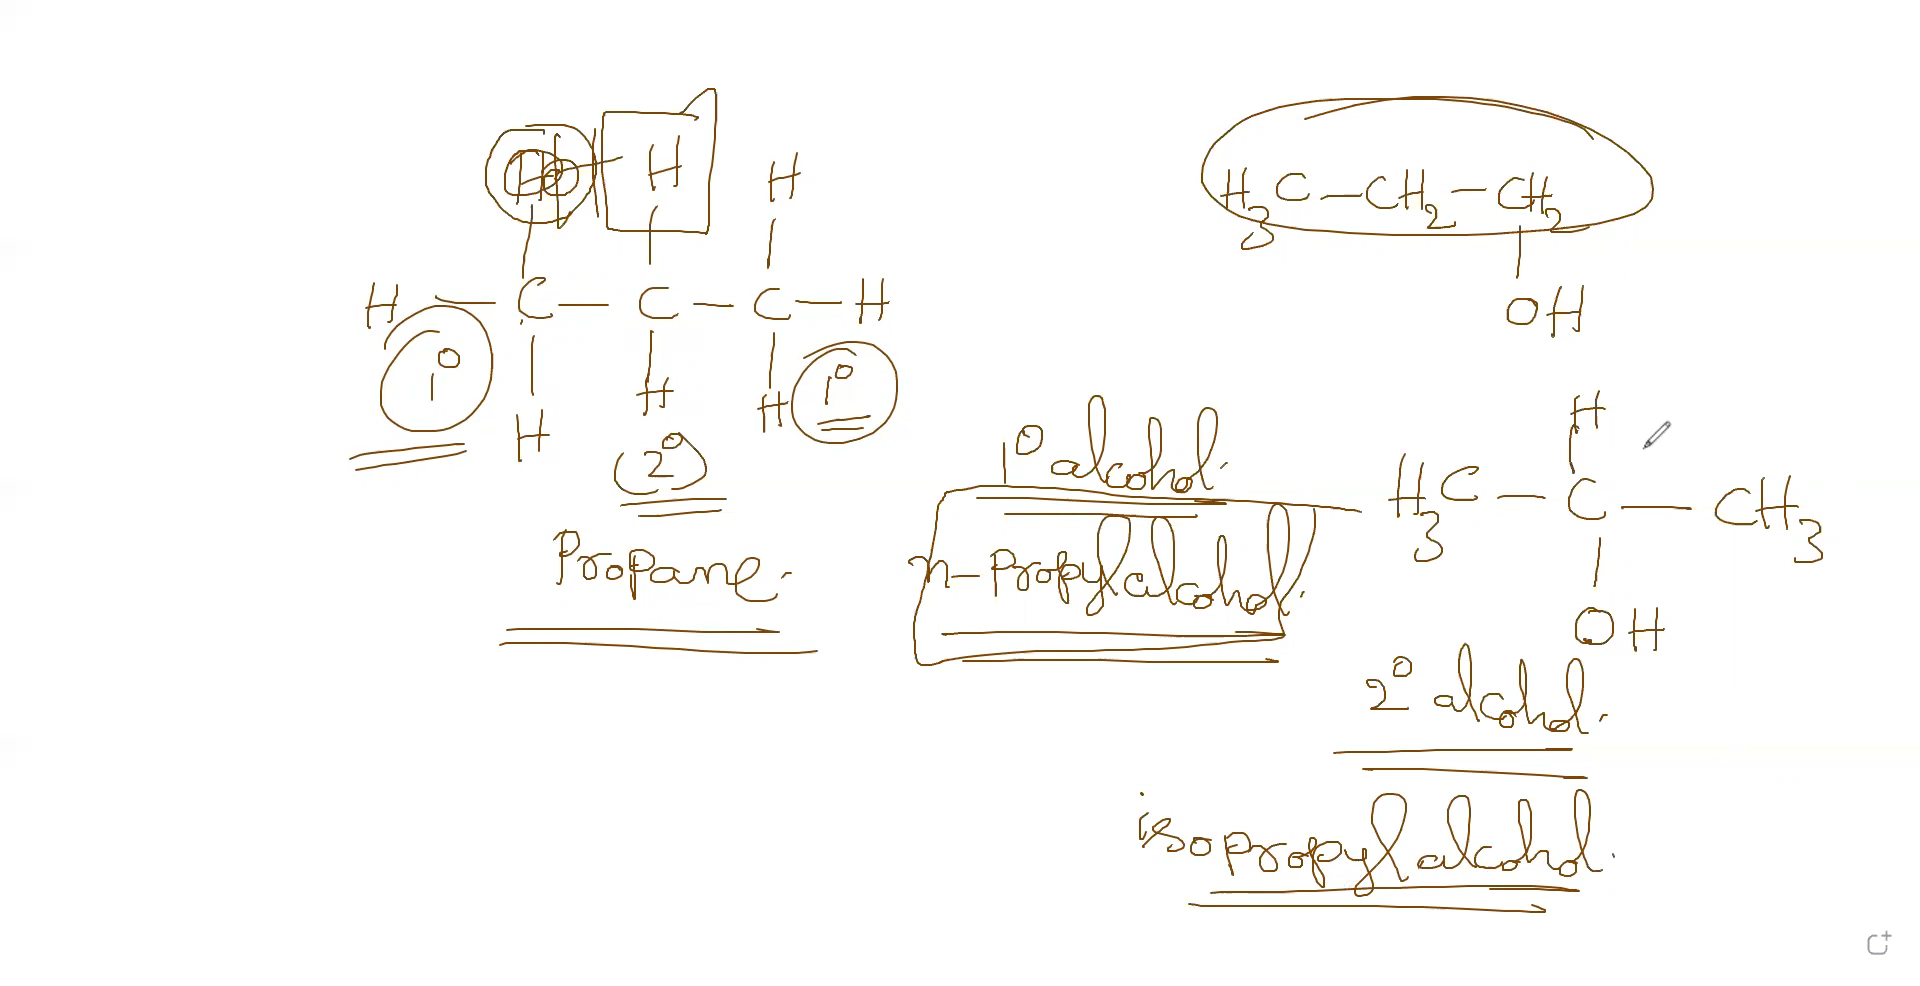 H H H
H — C — C — C — H
1° H H H 1°
(2°)
Propane.
H3C — CH2 — CH2
OH
1° alcohol.
n-Propylalcohol.
H
H3C — C — CH3
OH
2° alcohol.
isopropylalcohol.